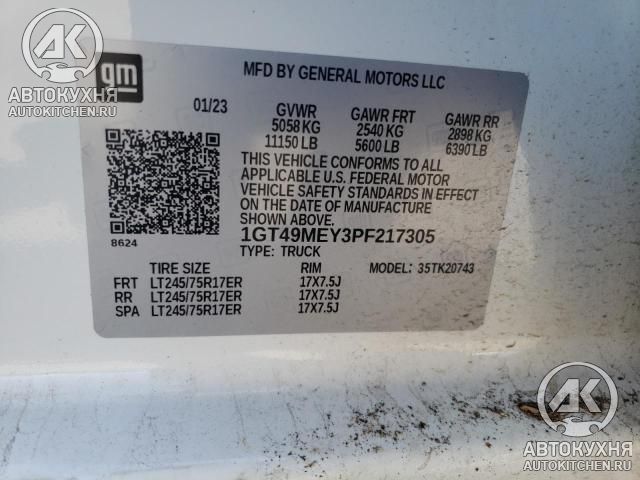 gm
MFD BY GENERAL MOTORS LLC
01/23 GVWR GAWR FRT GAWR RR
5058 KG 2540 KG 2898 KG
11150 LB 5600 LB 6390 LB
THIS VEHICLE CONFORMS TO ALL
APPLICABLE U.S. FEDERAL MOTOR
VEHICLE SAFETY STANDARDS IN EFFECT
ON THE DATE OF MANUFACTURE
SHOWN ABOVE.
8624
1GT49MEY3PF217305
TYPE: TRUCK
TIRE SIZE RIM MODEL: 35TK20743
FRT LT245/75R17ER 17X7.5J
RR LT245/75R17ER 17X7.5J
SPA LT245/75R17ER 17X7.5J
АК
АВТОКУХНЯ
AUTOKITCHEN.RU
АК
АВТОКУХНЯ
AUTOKITCHEN.RU